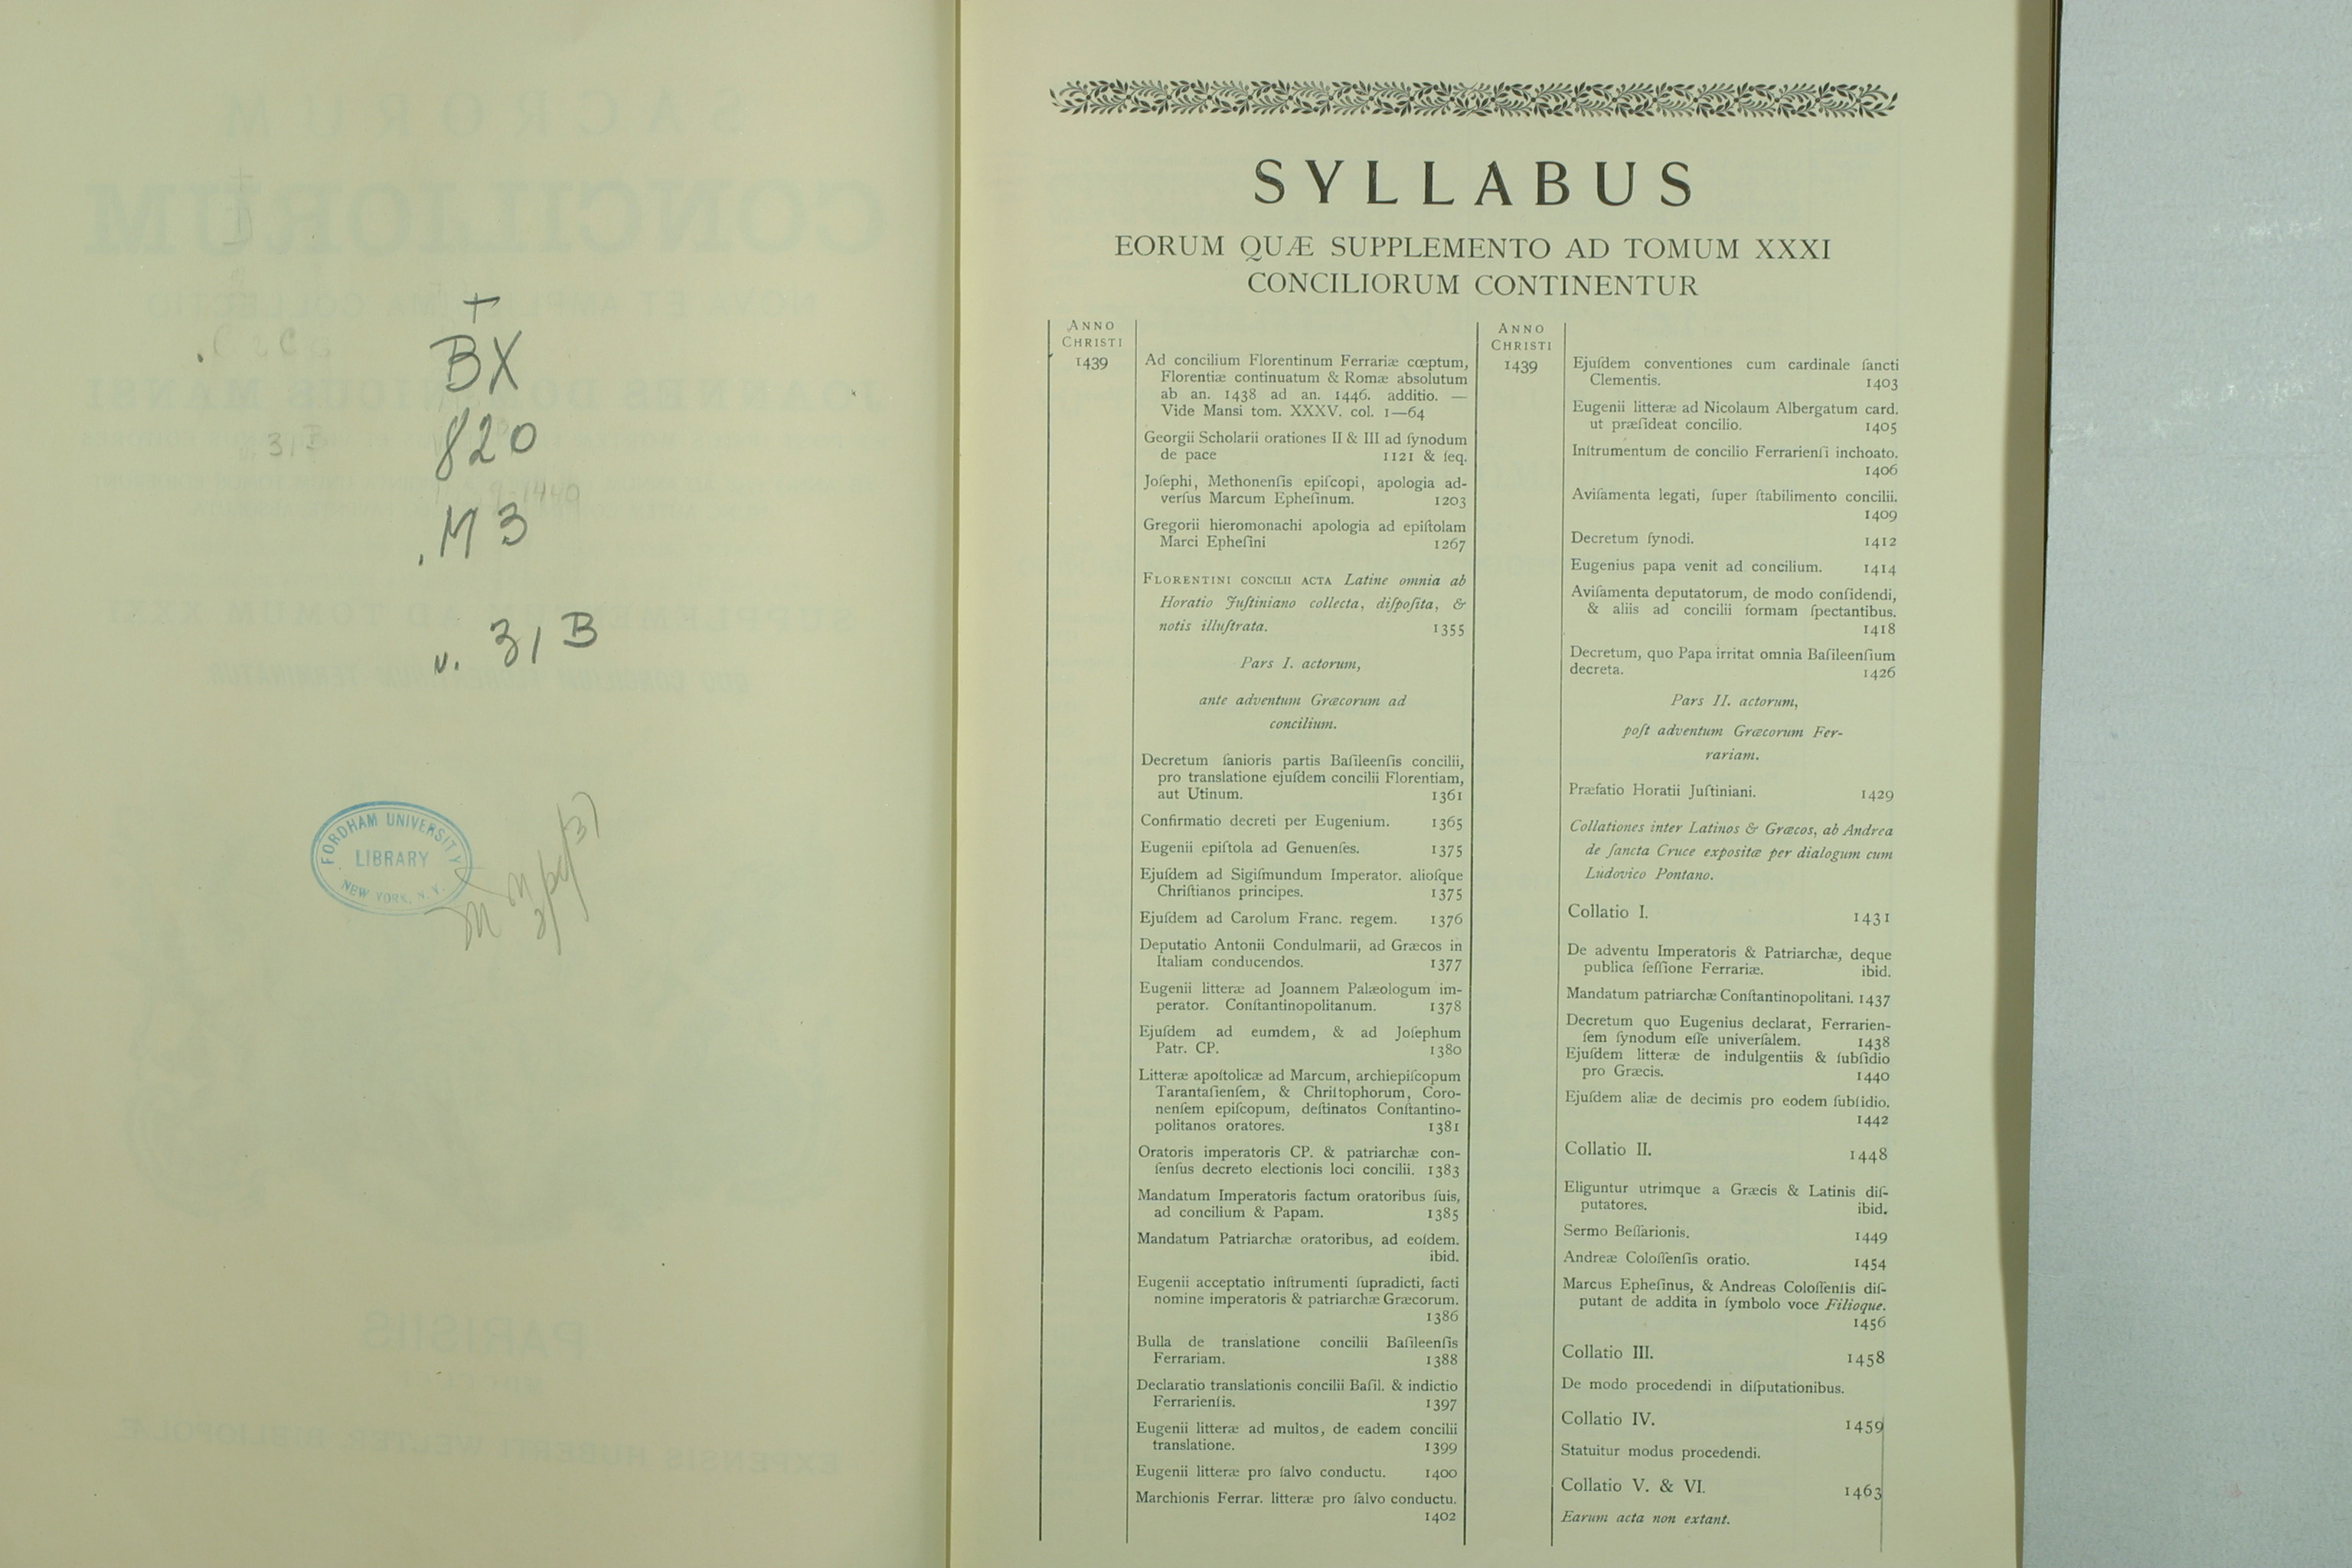 +
BX
820
.M3
v. 31B
FORDHAM UNIVERSITY
LIBRARY
NEW YORK, N. Y.
SYLLABUS
EORUM QUÆ SUPPLEMENTO AD TOMUM XXXI
CONCILIORUM CONTINENTUR
ANNO
CHRISTI
1439
Ad concilium Florentinum Ferrariæ cœptum,
Florentiæ continuatum & Romæ absolutum
ab an. 1438 ad an. 1446. additio. —
Vide Mansi tom. XXXV. col. 1—64
Georgii Scholarii orationes II & III ad ſynodum
de pace 1121 & ſeq.
Joſephi, Methonenſis epiſcopi, apologia ad-
verſus Marcum Epheſinum. 1203
Gregorii hieromonachi apologia ad epiſtolam
Marci Epheſini 1267
FLORENTINI CONCILII ACTA Latine omnia ab
Horatio Juſtiniano collecta, diſpoſita, &
notis illuſtrata. 1355
Pars I. actorum,
ante adventum Græcorum ad
concilium.
Decretum ſanioris partis Baſileenſis concilii,
pro translatione ejuſdem concilii Florentiam,
aut Utinum. 1361
Confirmatio decreti per Eugenium. 1365
Eugenii epiſtola ad Genuenſes. 1375
Ejuſdem ad Sigiſmundum Imperator. alioſque
Chriſtianos principes. 1375
Ejuſdem ad Carolum Franc. regem. 1376
Deputatio Antonii Condulmarii, ad Græcos in
Italiam conducendos. 1377
Eugenii litteræ ad Joannem Palæologum im-
perator. Conſtantinopolitanum. 1378
Ejuſdem ad eumdem, & ad Joſephum
Patr. CP. 1380
Litteræ apoſtolicæ ad Marcum, archiepiſcopum
Tarantaſienſem, & Chriſtophorum, Coro-
nenſem epiſcopum, deſtinatos Conſtantino-
politanos oratores. 1381
Oratoris imperatoris CP. & patriarchæ con-
ſenſus decreto electionis loci concilii. 1383
Mandatum Imperatoris factum oratoribus ſuis,
ad concilium & Papam. 1385
Mandatum Patriarchæ oratoribus, ad eoſdem.
ibid.
Eugenii acceptatio inſtrumenti ſupradicti, facti
nomine imperatoris & patriarchæ Græcorum.
1386
Bulla de translatione concilii Baſileenſis
Ferrariam. 1388
Declaratio translationis concilii Baſil. & indictio
Ferrarienſis. 1397
Eugenii litteræ ad multos, de eadem concilii
translatione. 1399
Eugenii litteræ pro ſalvo conductu. 1400
Marchionis Ferrar. litteræ pro ſalvo conductu.
1402
ANNO
CHRISTI
1439
Ejuſdem conventiones cum cardinale ſancti
Clementis. 1403
Eugenii litteræ ad Nicolaum Albergatum card.
ut præſideat concilio. 1405
Inſtrumentum de concilio Ferrarienſi inchoato.
1406
Aviſamenta legati, ſuper ſtabilimento concilii.
1409
Decretum ſynodi. 1412
Eugenius papa venit ad concilium. 1414
Aviſamenta deputatorum, de modo conſidendi,
& aliis ad concilii formam ſpectantibus.
1418
Decretum, quo Papa irritat omnia Baſileenſium
decreta. 1426
Pars II. actorum,
poſt adventum Græcorum Fer-
rariam.
Præfatio Horatii Juſtiniani. 1429
Collationes inter Latinos & Græcos, ab Andrea
de ſancta Cruce expoſitæ per dialogum cum
Ludovico Pontano.
Collatio I. 1431
De adventu Imperatoris & Patriarchæ, deque
publica ſeſſione Ferrariæ. ibid.
Mandatum patriarchæ Conſtantinopolitani. 1437
Decretum quo Eugenius declarat, Ferrarien-
ſem ſynodum eſſe univerſalem. 1438
Ejuſdem litteræ de indulgentiis & ſubſidio
pro Græcis. 1440
Ejuſdem aliæ de decimis pro eodem ſubſidio.
1442
Collatio II. 1448
Eliguntur utrimque a Græcis & Latinis diſ-
putatores. ibid.
Sermo Beſſarionis. 1449
Andreæ Coloſſenſis oratio. 1454
Marcus Epheſinus, & Andreas Coloſſenſis diſ-
putant de addita in ſymbolo voce Filioque.
1456
Collatio III. 1458
De modo procedendi in diſputationibus.
Collatio IV. 1459
Statuitur modus procedendi.
Collatio V. & VI. 1463
Earum acta non extant.